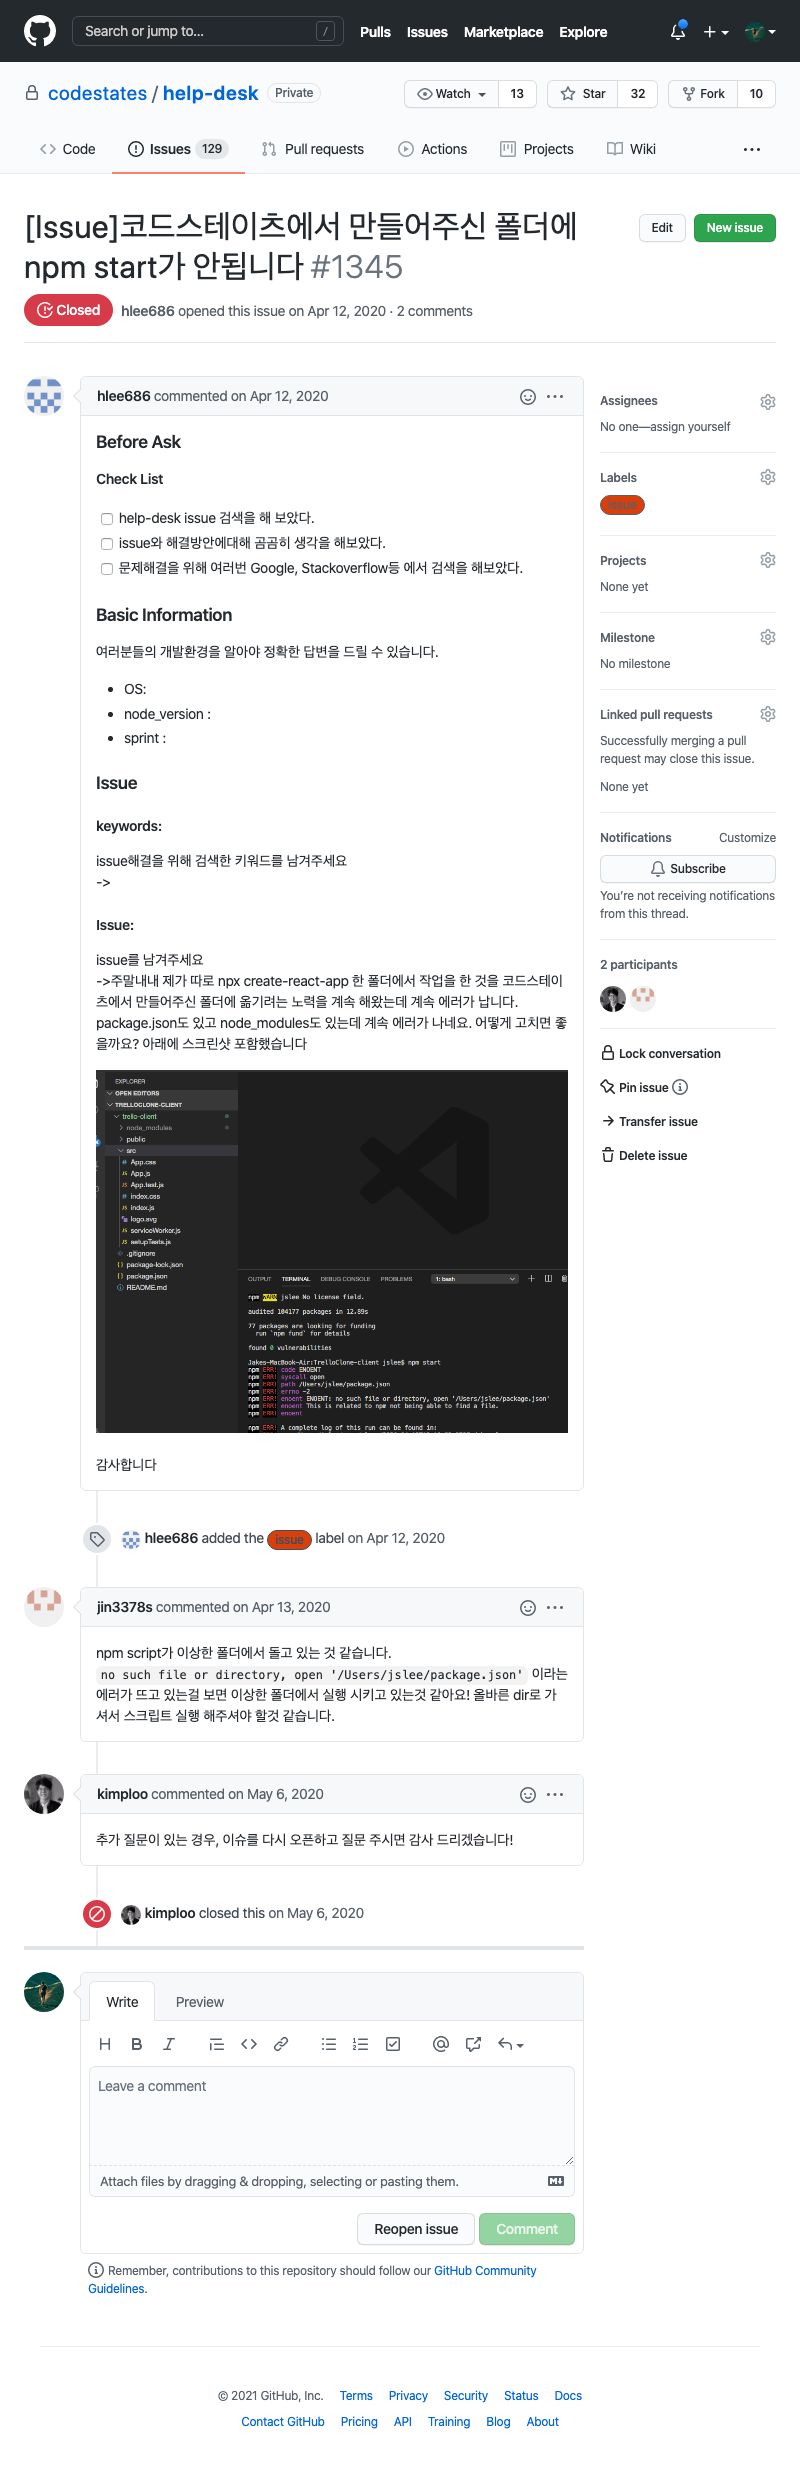 Search or jump to... /
Pulls Issues Marketplace Explore
codestates / help-desk Private
Watch 13 Star 32 Fork 10
Code Issues 129 Pull requests Actions Projects Wiki ...
[Issue]코드스테이츠에서 만들어주신 폴더에
npm start가 안됩니다 #1345
Edit New issue
Closed hlee686 opened this issue on Apr 12, 2020 · 2 comments
hlee686 commented on Apr 12, 2020
Before Ask
Check List
help-desk issue 검색을 해 보았다.
issue와 해결방안에대해 곰곰히 생각을 해보았다.
문제해결을 위해 여러번 Google, Stackoverflow등 에서 검색을 해보았다.
Basic Information
여러분들의 개발환경을 알아야 정확한 답변을 드릴 수 있습니다.
• OS:
• node_version :
• sprint :
Issue
keywords:
issue해결을 위해 검색한 키워드를 남겨주세요
->
Issue:
issue를 남겨주세요
->주말내내 제가 따로 npx create-react-app 한 폴더에서 작업을 한 것을 코드스테이
츠에서 만들어주신 폴더에 옮기려는 노력을 계속 해왔는데 계속 에러가 납니다.
package.json도 있고 node_modules도 있는데 계속 에러가 나네요. 어떻게 고치면 좋
을까요? 아래에 스크린샷 포함했습니다
EXPLORER
OPEN EDITORS
TRELLOCLONE-CLIENT
trello-client
node_modules
public
src
App.css
App.js
App.test.js
index.css
index.js
logo.svg
serviceWorker.js
setupTests.js
.gitignore
package-lock.json
package.json
README.md
OUTPUT TERMINAL DEBUG CONSOLE PROBLEMS 1: bash
npm WARN jslee No license field.
audited 104177 packages in 12.89s
77 packages are looking for funding
run `npm fund` for details
found 0 vulnerabilities
Jakes-MacBook-Air:TrelloClone-client jslee$ npm start
npm ERR! code ENOENT
npm ERR! syscall open
npm ERR! path /Users/jslee/package.json
npm ERR! errno -2
npm ERR! enoent ENOENT: no such file or directory, open '/Users/jslee/package.json'
npm ERR! enoent This is related to npm not being able to find a file.
npm ERR! enoent
npm ERR! A complete log of this run can be found in:
감사합니다
hlee686 added the issue label on Apr 12, 2020
jin3378s commented on Apr 13, 2020
npm script가 이상한 폴더에서 돌고 있는 것 같습니다.
no such file or directory, open '/Users/jslee/package.json' 이라는
에러가 뜨고 있는걸 보면 이상한 폴더에서 실행 시키고 있는것 같아요! 올바른 dir로 가
셔서 스크립트 실행 해주셔야 할것 같습니다.
kimploo commented on May 6, 2020
추가 질문이 있는 경우, 이슈를 다시 오픈하고 질문 주시면 감사 드리겠습니다!
kimploo closed this on May 6, 2020
Write Preview
Leave a comment
Attach files by dragging & dropping, selecting or pasting them.
Reopen issue Comment
Remember, contributions to this repository should follow our GitHub Community
Guidelines.
Assignees
No one—assign yourself
Labels
issue
Projects
None yet
Milestone
No milestone
Linked pull requests
Successfully merging a pull
request may close this issue.
None yet
Notifications Customize
Subscribe
You're not receiving notifications
from this thread.
2 participants
Lock conversation
Pin issue
Transfer issue
Delete issue
© 2021 GitHub, Inc. Terms Privacy Security Status Docs
Contact GitHub Pricing API Training Blog About